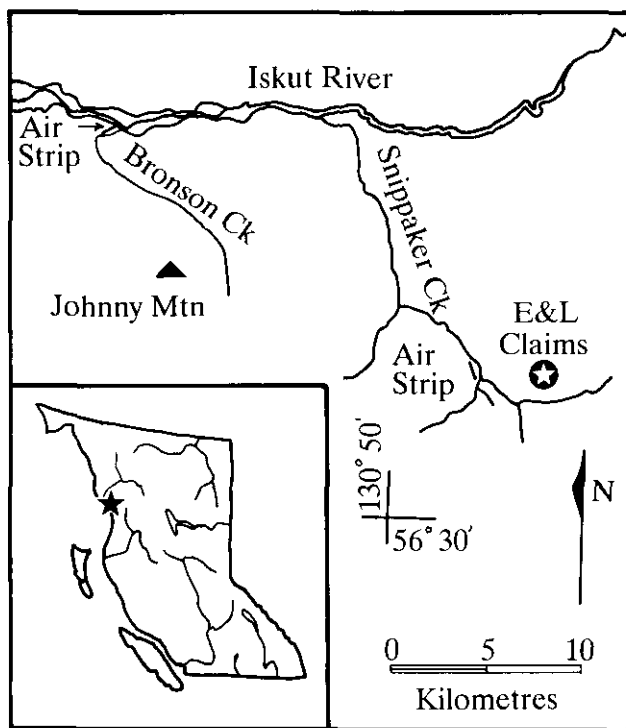 Iskut River
Air
Strip
Bronson Ck
Snippaker Ck
Johnny Mtn
E&L
Claims
Air
Strip
130° 50'
56° 30'
N
0 5 10
Kilometres